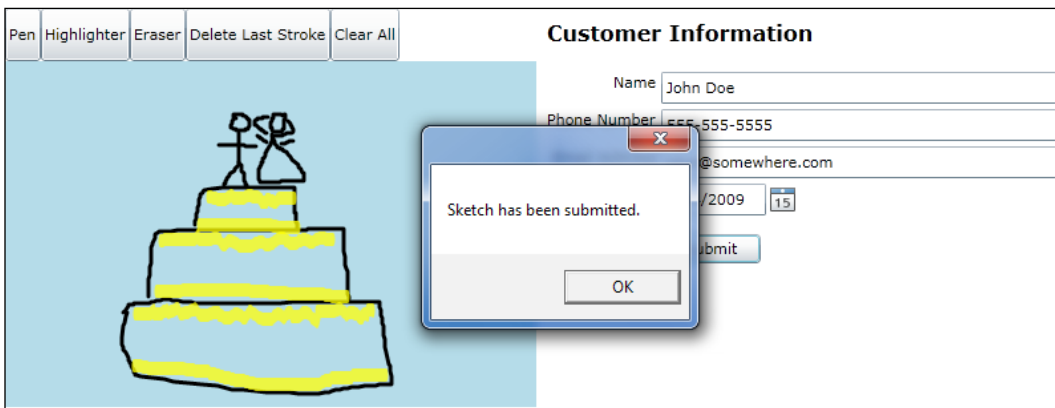 Pen Highlighter Eraser Delete Last Stroke Clear All
Customer Information
Name John Doe
Phone Number 555-555-5555
@somewhere.com
/2009 15
Sketch has been submitted.
OK